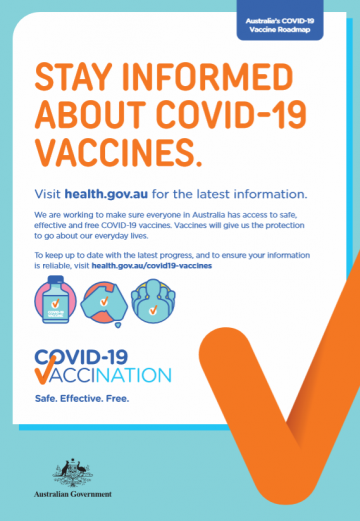 Australia's COVID-19
Vaccine Roadmap
STAY INFORMED
ABOUT COVID-19
VACCINES.
Visit health.gov.au for the latest information.
We are working to make sure everyone in Australia has access to safe,
effective and free COVID-19 vaccines. Vaccines will give us the protection
to go about our everyday lives.
To keep up to date with the latest progress, and to ensure your information
is reliable, visit health.gov.au/covid19-vaccines
COVID-19
VACCINE
COVID-19
VACCINATION
Safe. Effective. Free.
Australian Government